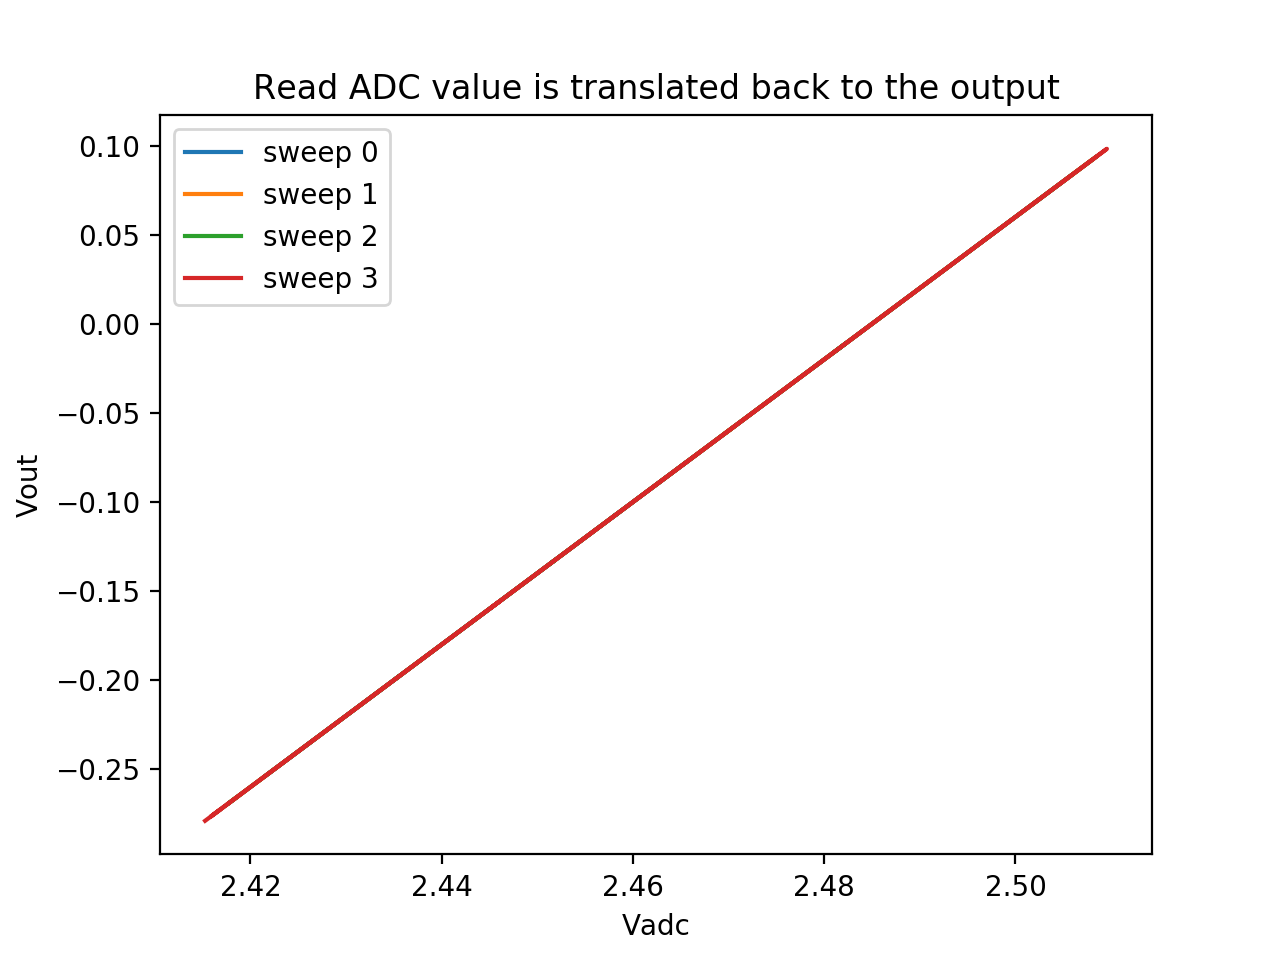 Read ADC value is translated back to the output
sweep 0
sweep 1
sweep 2
sweep 3
0.10
0.05
0.00
−0.05
−0.10
−0.15
−0.20
−0.25
Vout
2.42 2.44 2.46 2.48 2.50
Vadc